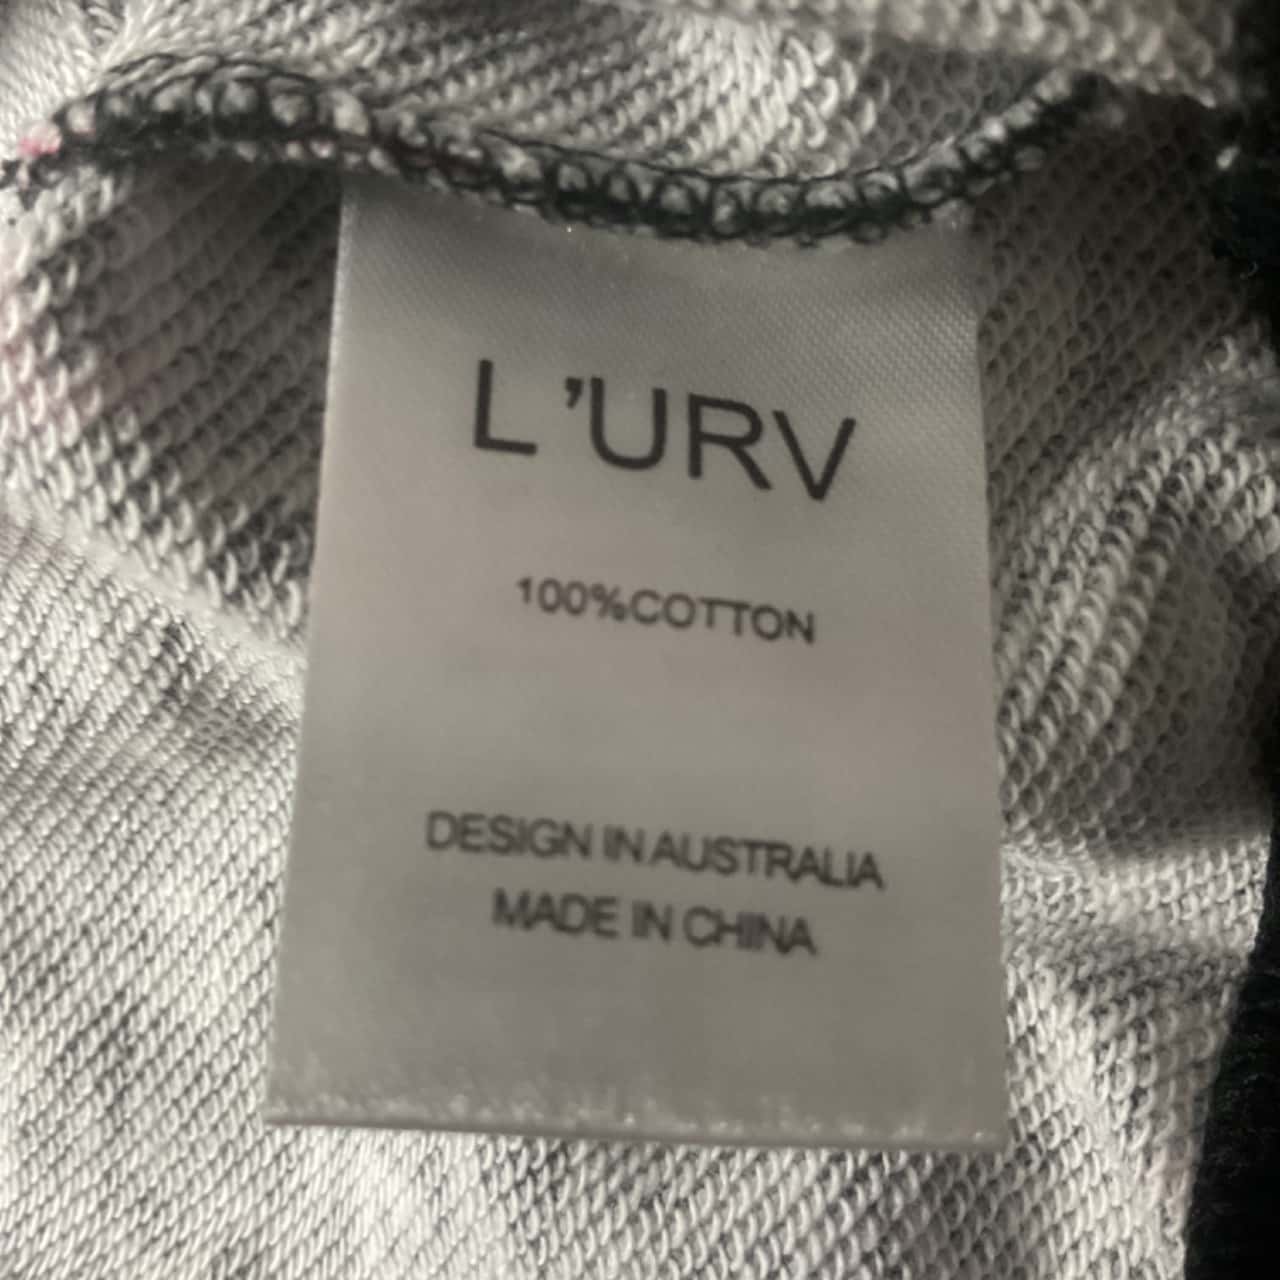 L'URV
100%COTTON
DESIGN IN AUSTRALIA
MADE IN CHINA